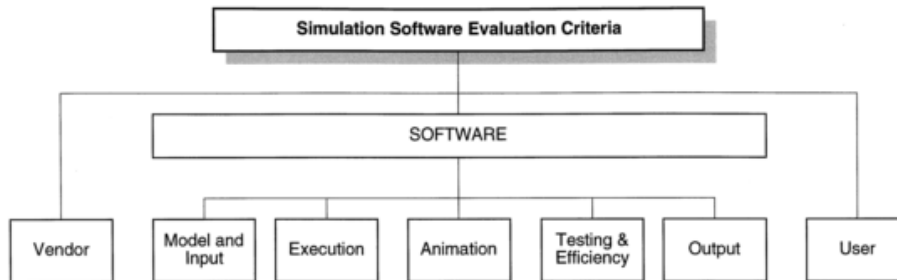 Simulation Software Evaluation Criteria
SOFTWARE
Vendor
Model and
Input
Execution
Animation
Testing &
Efficiency
Output
User